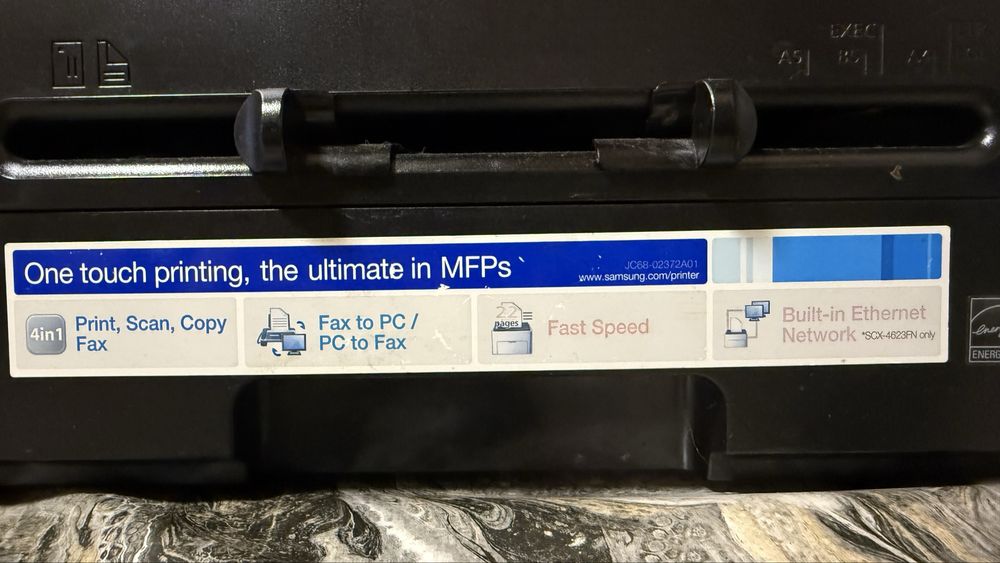 EXEC
A5 B5 A4
One touch printing, the ultimate in MFPs
JC68-02372A01
www.samsung.com/printer
4in1
Print, Scan, Copy
Fax
Fax to PC /
PC to Fax
22
pages
Fast Speed
Built-in Ethernet
Network *SCX-4623FN only
ENERG